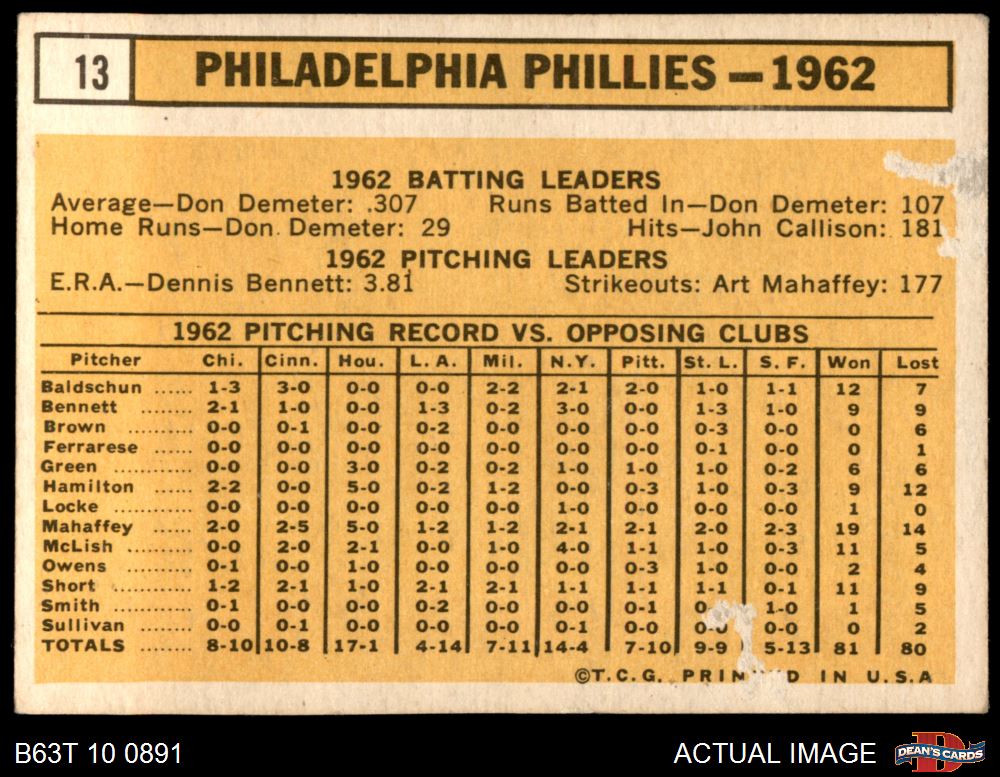 13 PHILADELPHIA PHILLIES — 1962
1962 BATTING LEADERS
Average—Don Demeter: .307 Runs Batted In—Don Demeter: 107
Home Runs—Don Demeter: 29 Hits—John Callison: 181
1962 PITCHING LEADERS
E.R.A.—Dennis Bennett: 3.81 Strikeouts: Art Mahaffey: 177
1962 PITCHING RECORD VS. OPPOSING CLUBS
Pitcher Chi. Cinn. Hou. L. A. Mil. N.Y. Pitt. St. L. S. F. Won Lost
Baldschun ...... 1-3 3-0 0-0 0-0 2-2 2-1 2-0 1-0 1-1 12 7
Bennett ........ 2-1 1-0 0-0 1-3 0-2 3-0 0-0 1-3 1-0 9 9
Brown .......... 0-0 0-1 0-0 0-2 0-0 0-0 0-0 0-3 0-0 0 6
Ferrarese ...... 0-0 0-0 0-0 0-0 0-0 0-0 0-0 0-1 0-0 0 1
Green ............ 0-0 0-0 3-0 0-2 0-2 1-0 1-0 1-0 0-2 6 6
Hamilton ...... 2-2 0-0 5-0 0-2 1-2 0-0 0-3 1-0 0-3 9 12
Locke ............ 0-0 0-0 0-0 0-0 0-0 1-0 0-0 0-0 0-0 1 0
Mahaffey ...... 2-0 2-5 5-0 1-2 1-2 2-1 2-1 2-0 2-3 19 14
McLish .......... 0-0 2-0 2-1 0-0 1-0 4-0 1-1 1-0 0-3 11 5
Owens .......... 0-1 0-0 1-0 0-0 0-0 0-0 0-3 1-0 0-0 2 4
Short ............ 1-2 2-1 1-0 2-1 2-1 1-1 1-1 1-1 0-1 11 9
Smith ............ 0-1 0-0 0-0 0-2 0-0 0-0 0-1 0 1-0 1 5
Sullivan ........ 0-0 0-1 0-0 0-0 0-0 0-1 0-0 0-0 0-0 0 2
TOTALS ........ 8-10 10-8 17-1 4-14 7-11 14-4 7-10 9-9 5-13 81 80
©T.C.G. PRIN D IN U.S.A
B63T 10 0891 ACTUAL IMAGE DEAN'S CARDS